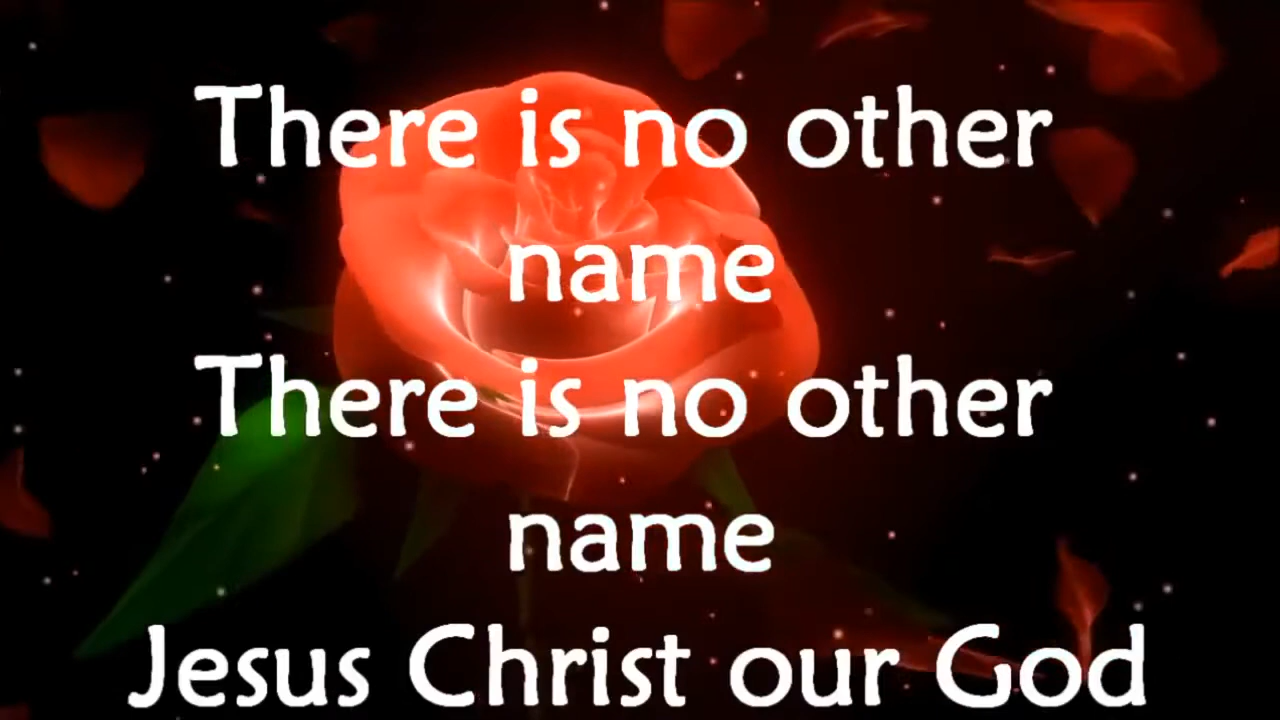 There is no other
name
There is no other
name
Jesus Christ our God